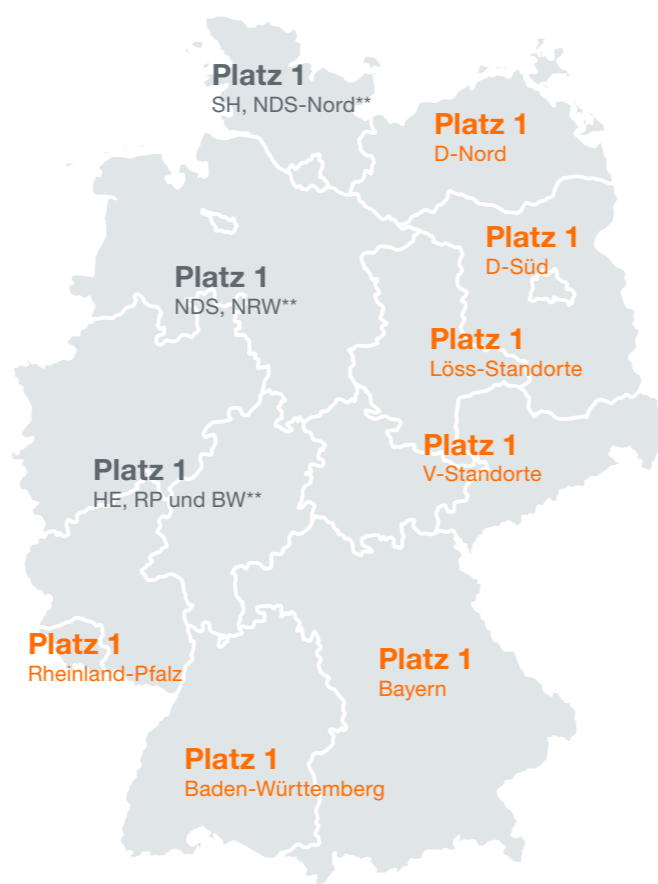 Platz 1
SH, NDS-Nord**
Platz 1
D-Nord
Platz 1
D-Süd
Platz 1
NDS, NRW**
Platz 1
Löss-Standorte
Platz 1
V-Standorte
Platz 1
HE, RP und BW**
Platz 1
Rheinland-Pfalz
Platz 1
Bayern
Platz 1
Baden-Württemberg